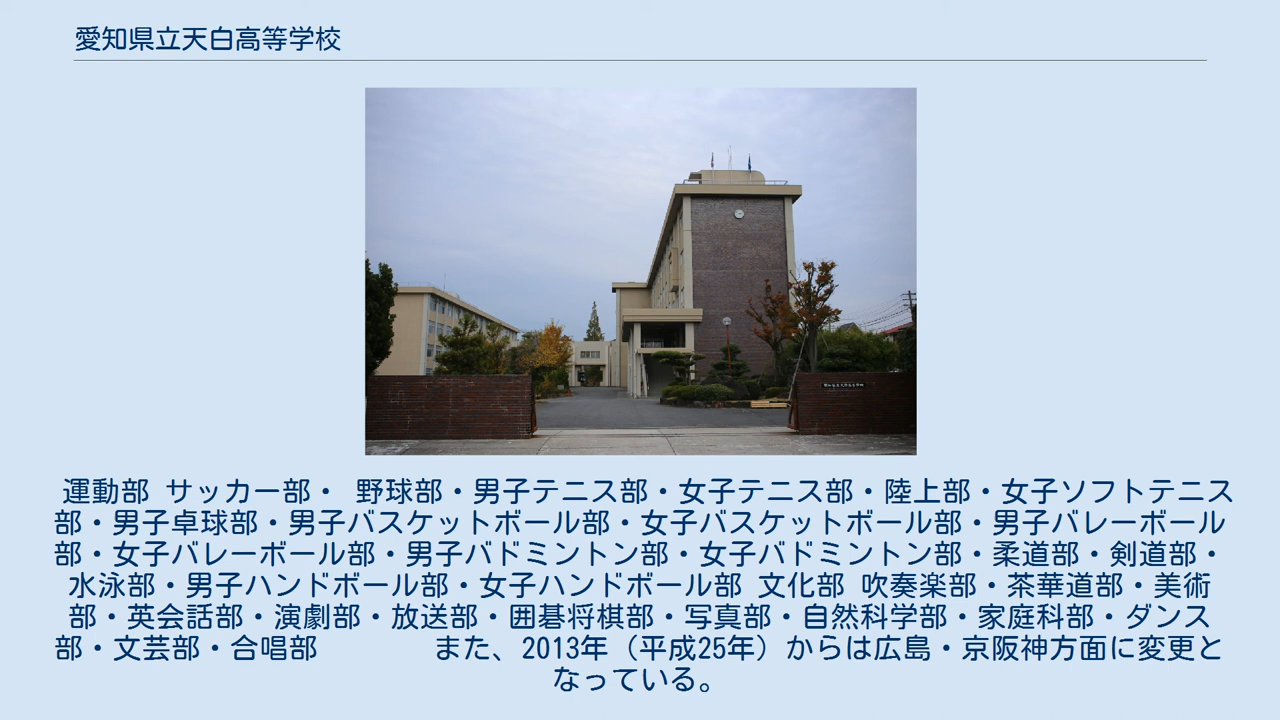 愛知県立天白高等学校
運動部 サッカー部・ 野球部・男子テニス部・女子テニス部・陸上部・女子ソフトテニス
部・男子卓球部・男子バスケットボール部・女子バスケットボール部・男子バレーボール
部・女子バレーボール部・男子バドミントン部・女子バドミントン部・柔道部・剣道部・
水泳部・男子ハンドボール部・女子ハンドボール部 文化部 吹奏楽部・茶華道部・美術
部・英会話部・演劇部・放送部・囲碁将棋部・写真部・自然科学部・家庭科部・ダンス
部・文芸部・合唱部 また、2013年（平成25年）からは広島・京阪神方面に変更と
なっている。